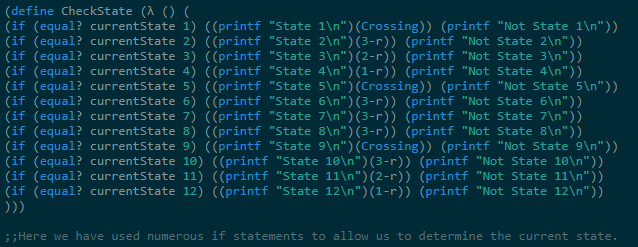 (define CheckState (λ () (
(if (equal? currentState 1) ((printf "State 1\n")(Crossing)) (printf "Not State 1\n"))
(if (equal? currentState 2) ((printf "State 2\n")(3-r)) (printf "Not State 2\n"))
(if (equal? currentState 3) ((printf "State 3\n")(2-r)) (printf "Not State 3\n"))
(if (equal? currentState 4) ((printf "State 4\n")(1-r)) (printf "Not State 4\n"))
(if (equal? currentState 5) ((printf "State 5\n")(Crossing)) (printf "Not State 5\n"))
(if (equal? currentState 6) ((printf "State 6\n")(3-r)) (printf "Not State 6\n"))
(if (equal? currentState 7) ((printf "State 7\n")(3-r)) (printf "Not State 7\n"))
(if (equal? currentState 8) ((printf "State 8\n")(3-r)) (printf "Not State 8\n"))
(if (equal? currentState 9) ((printf "State 9\n")(Crossing)) (printf "Not State 9\n"))
(if (equal? currentState 10) ((printf "State 10\n")(3-r)) (printf "Not State 10\n"))
(if (equal? currentState 11) ((printf "State 11\n")(2-r)) (printf "Not State 11\n"))
(if (equal? currentState 12) ((printf "State 12\n")(1-r)) (printf "Not State 12\n"))
)))
;;Here we have used numerous if statements to allow us to determine the current state.